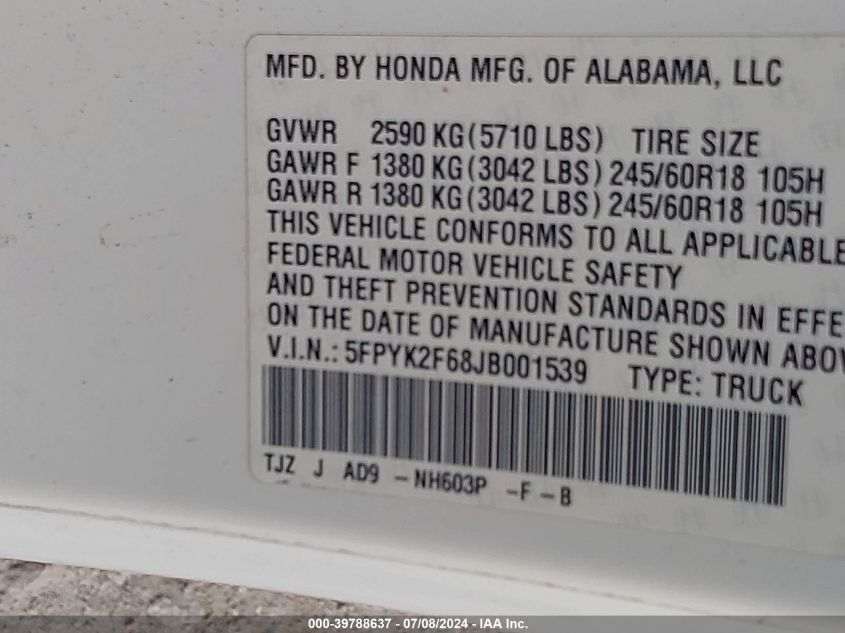 MFD. BY HONDA MFG. OF ALABAMA, LLC
GVWR 2590 KG(5710 LBS) TIRE SIZE
GAWR F 1380 KG(3042 LBS) 245/60R18 105H
GAWR R 1380 KG(3042 LBS) 245/60R18 105H
THIS VEHICLE CONFORMS TO ALL APPLICABLE
FEDERAL MOTOR VEHICLE SAFETY
AND THEFT PREVENTION STANDARDS IN EFFE
ON THE DATE OF MANUFACTURE SHOWN ABOV
V.I.N.: 5FPYK2F68JB001539 TYPE: TRUCK
TJZ J AD9 -NH603P -F-B
000-39788637 - 07/08/2024 - IAA Inc.